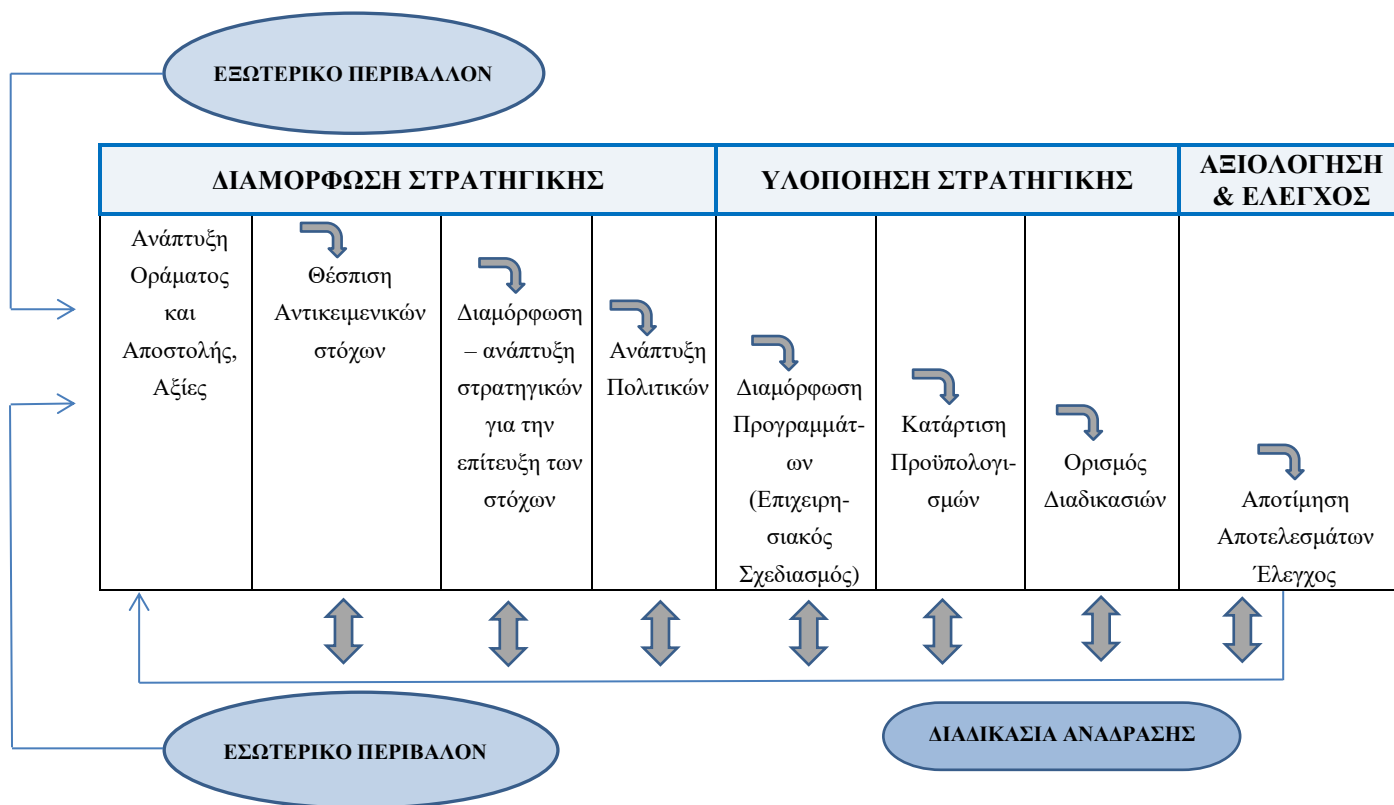 ΕΞΩΤΕΡΙΚΟ ΠΕΡΙΒΑΛΛΟΝ
ΔΙΑΜΟΡΦΩΣΗ ΣΤΡΑΤΗΓΙΚΗΣ
ΥΛΟΠΟΙΗΣΗ ΣΤΡΑΤΗΓΙΚΗΣ
ΑΞΙΟΛΟΓΗΣΗ
& ΕΛΕΓΧΟΣ
Ανάπτυξη
Οράματος
και
Αποστολής,
Αξίες
Θέσπιση
Αντικειμενικών
στόχων
Διαμόρφωση
– ανάπτυξη
στρατηγικών
για την
επίτευξη των
στόχων
Ανάπτυξη
Πολιτικών
Διαμόρφωση
Προγραμμάτ-
ων
(Επιχειρη-
σιακός
Σχεδιασμός)
Κατάρτιση
Προϋπολογι-
σμών
Ορισμός
Διαδικασιών
Αποτίμηση
Αποτελεσμάτων
Έλεγχος
ΕΣΩΤΕΡΙΚΟ ΠΕΡΙΒΑΛΟΝ
ΔΙΑΔΙΚΑΣΙΑ ΑΝΑΔΡΑΣΗΣ